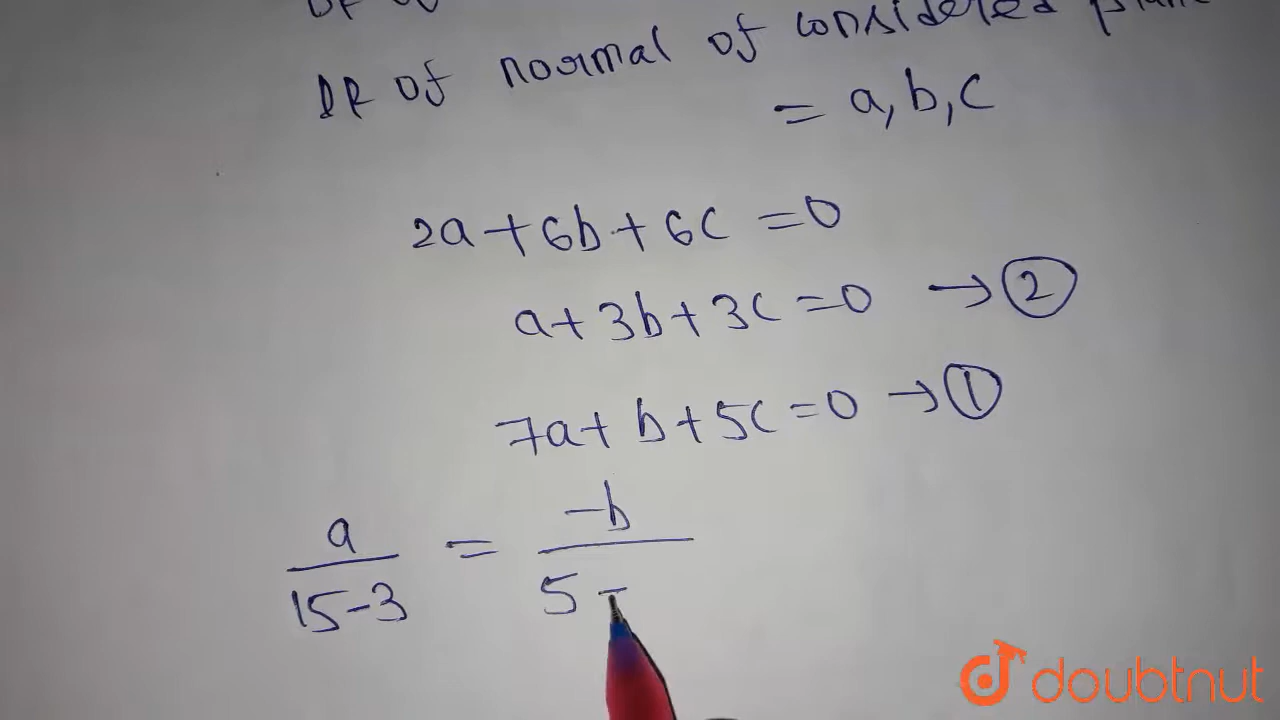 DR of normal of considered plane
= a, b, c
2a + 6b + 6c = 0
a + 3b + 3c = 0 → 2
7a + b + 5c = 0 → 1
a = -b
15-3 5 -
doubtnut